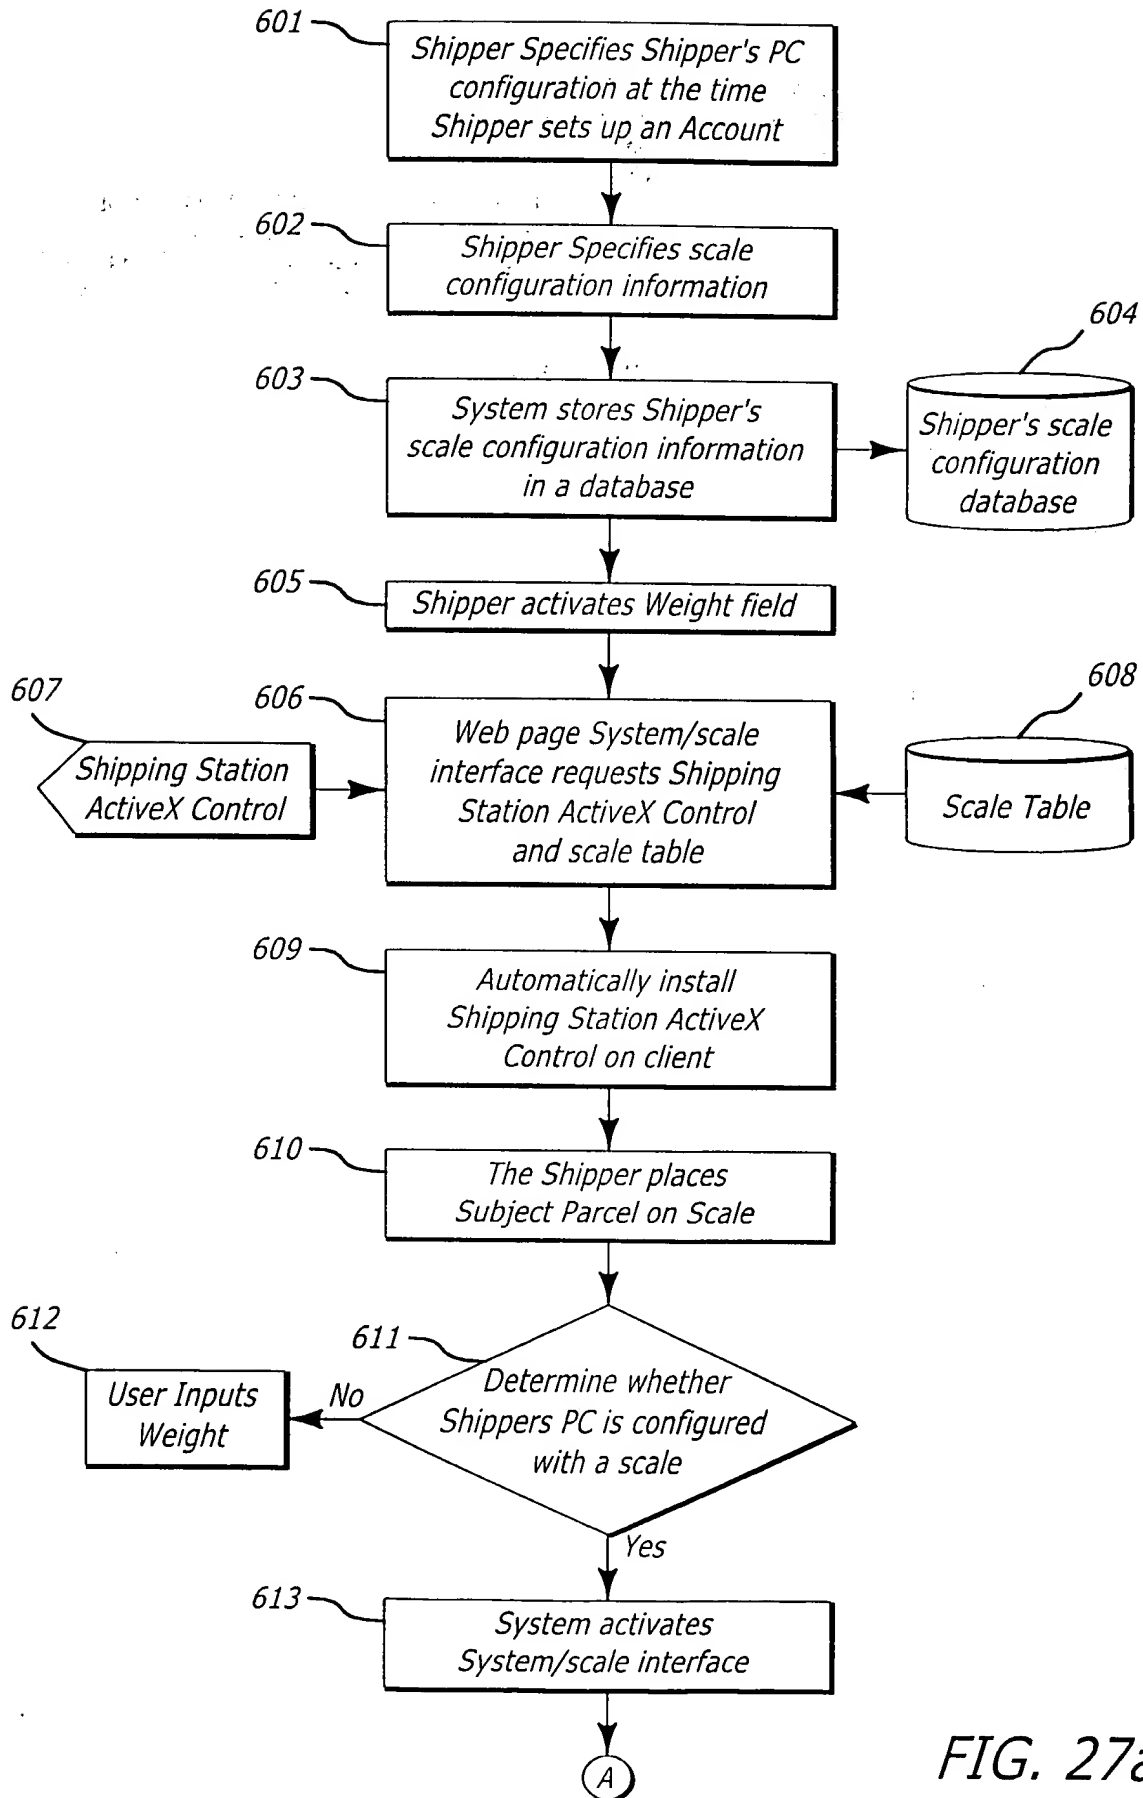 601
Shipper Specifies Shipper's PC
configuration at the time
Shipper sets up an Account
602
Shipper Specifies scale
configuration information
603
System stores Shipper's
scale configuration information
in a database
604
Shipper's scale
configuration
database
605
Shipper activates Weight field
606
Web page System/scale
interface requests Shipping
Station ActiveX Control
and scale table
607
Shipping Station
ActiveX Control
608
Scale Table
609
Automatically install
Shipping Station ActiveX
Control on client
610
The Shipper places
Subject Parcel on Scale
611
Determine whether
Shippers PC is configured
with a scale
No
612
User Inputs
Weight
Yes
613
System activates
System/scale interface
A
FIG. 27a